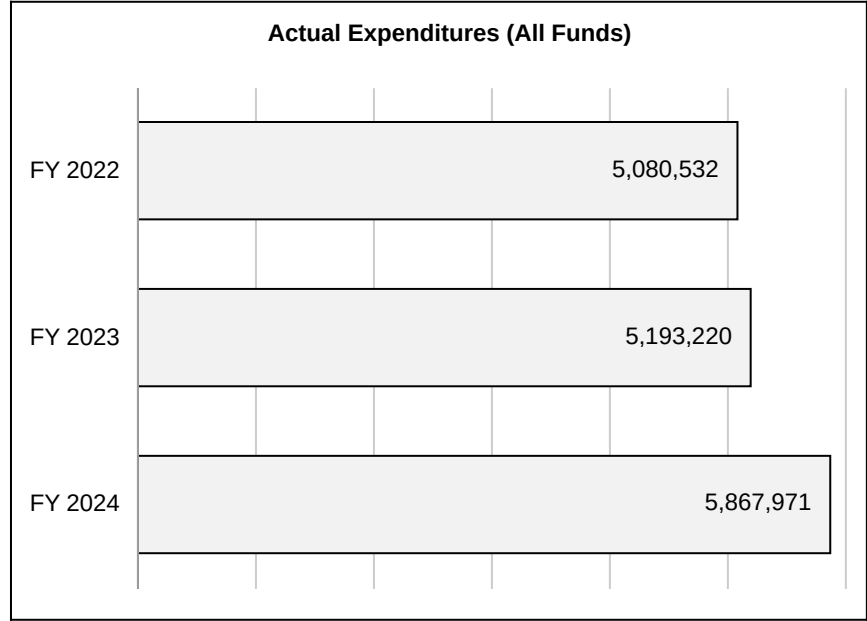 Actual Expenditures (All Funds)
FY 2022 5,080,532
FY 2023 5,193,220
FY 2024 5,867,971